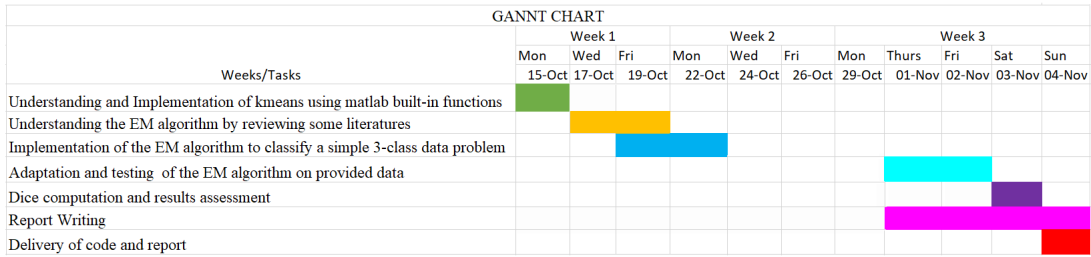 GANNT CHART
Week 1 Week 2 Week 3
Mon Wed Fri Mon Wed Fri Mon Thurs Fri Sat Sun
Weeks/Tasks 15-Oct 17-Oct 19-Oct 22-Oct 24-Oct 26-Oct 29-Oct 01-Nov 02-Nov 03-Nov 04-Nov
Understanding and Implementation of kmeans using matlab built-in functions
Understanding the EM algorithm by reviewing some literatures
Implementation of the EM algorithm to classify a simple 3-class data problem
Adaptation and testing of the EM algorithm on provided data
Dice computation and results assessment
Report Writing
Delivery of code and report